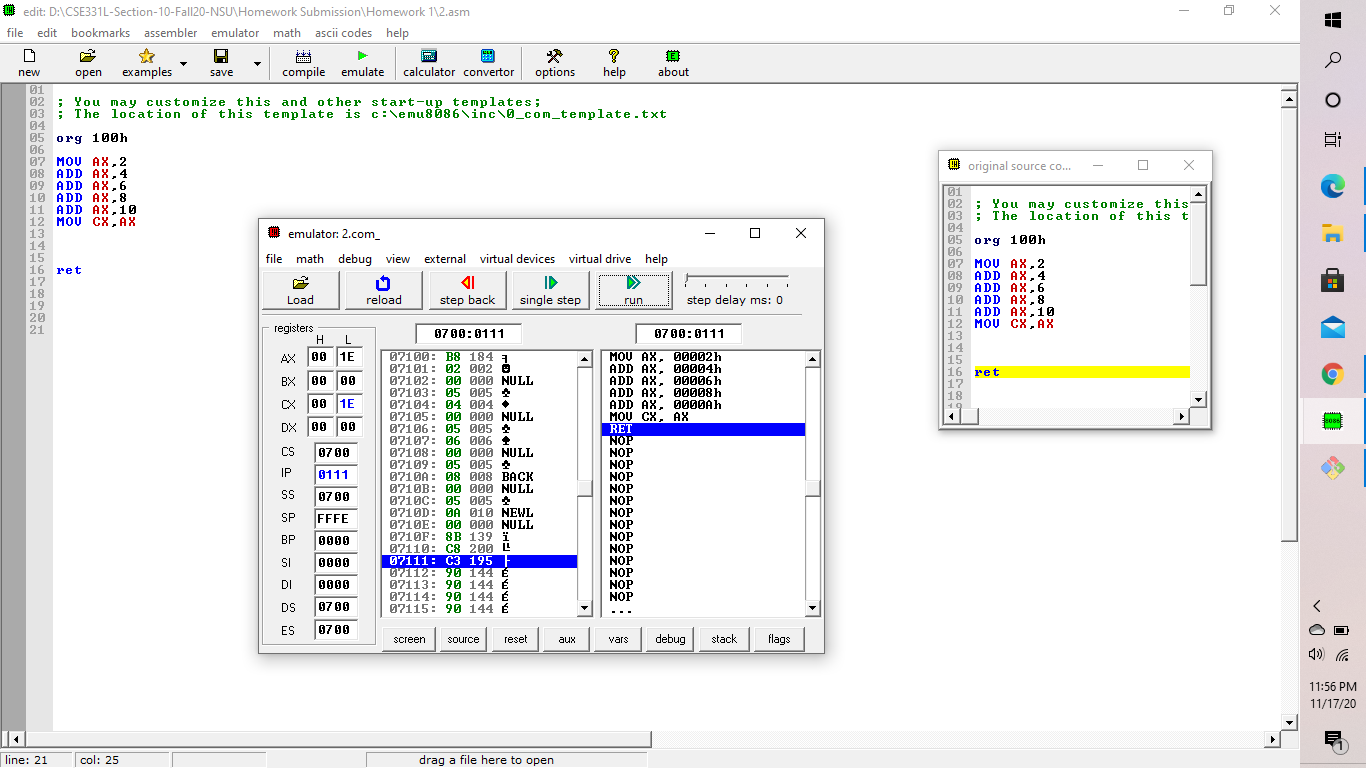 edit: D:\CSE331L-Section-10-Fall20-NSU\Homework Submission\Homework 1\2.asm
file edit bookmarks assembler emulator math ascii codes help
new open examples save compile emulate calculator convertor options help about
01
02 ; You may customize this and other start-up templates;
03 ; The location of this template is c:\emu8086\inc\0_com_template.txt
04
05 org 100h
06
07 MOV AX,2
08 ADD AX,4
09 ADD AX,6
10 ADD AX,8
11 ADD AX,10
12 MOV CX,AX
13
14
15
16 ret
17
18
19
20
21
emulator: 2.com_
file math debug view external virtual devices virtual drive help
Load reload step back single step run step delay ms: 0
registers
H L
AX 00 1E
BX 00 00
CX 00 1E
DX 00 00
CS 0700
IP 0111
SS 0700
SP FFFE
BP 0000
SI 0000
DI 0000
DS 0700
ES 0700
0700:0111
07100: B8 184 ╕
07101: 02 002 ☻
07102: 00 000 NULL
07103: 05 005 ♣
07104: 04 004 ♦
07105: 00 000 NULL
07106: 05 005 ♣
07107: 06 006 ♠
07108: 00 000 NULL
07109: 05 005 ♣
0710A: 08 008 BACK
0710B: 00 000 NULL
0710C: 05 005 ♣
0710D: 0A 010 NEWL
0710E: 00 000 NULL
0710F: 8B 139 ï
07110: C8 200 ╚
07111: C3 195 ├
07112: 90 144 É
07113: 90 144 É
07114: 90 144 É
07115: 90 144 É
0700:0111
MOV AX, 00002h
ADD AX, 00004h
ADD AX, 00006h
ADD AX, 00008h
ADD AX, 0000Ah
MOV CX, AX
RET
NOP
NOP
NOP
NOP
NOP
NOP
NOP
NOP
NOP
NOP
NOP
NOP
NOP
NOP
...
screen source reset aux vars debug stack flags
original source co...
01
02 ; You may customize this
03 ; The location of this t
04
05 org 100h
06
07 MOV AX,2
08 ADD AX,4
09 ADD AX,6
10 ADD AX,8
11 ADD AX,10
12 MOV CX,AX
13
14
15
16 ret
17
18
19
line: 21 col: 25 drag a file here to open
8086
11:56 PM
11/17/20
1